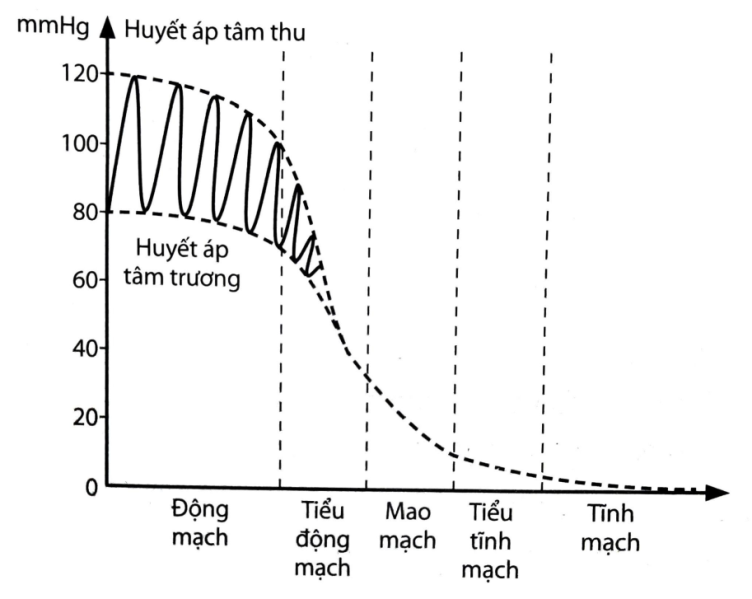 mmHg
Huyết áp tâm thu
120
100
80
Huyết áp
tâm trương
60
40
20
0
Động
mạch
Tiểu
động
mạch
Mao
mạch
Tiểu
tĩnh
mạch
Tĩnh
mạch